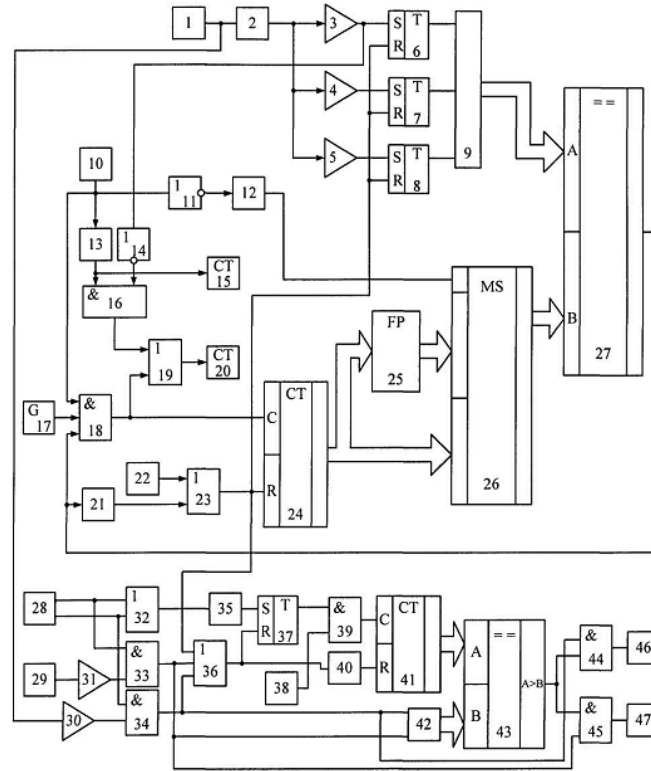 1
2
3
S T
R
6
4
S T
R
7
5
S T
R
8
9
= =
A
B
27
10
1
11
12
13
1
14
CT
15
&
16
1
19
CT
20
G
17
&
18
MS
26
FP
25
CT
C
R
24
21
22
1
23
28
1
32
35
S T
R
37
&
39
CT
C
R
41
= =
A
B
A>B
43
&
44
46
29
31
&
33
1
36
38
40
30
&
34
42
&
45
47